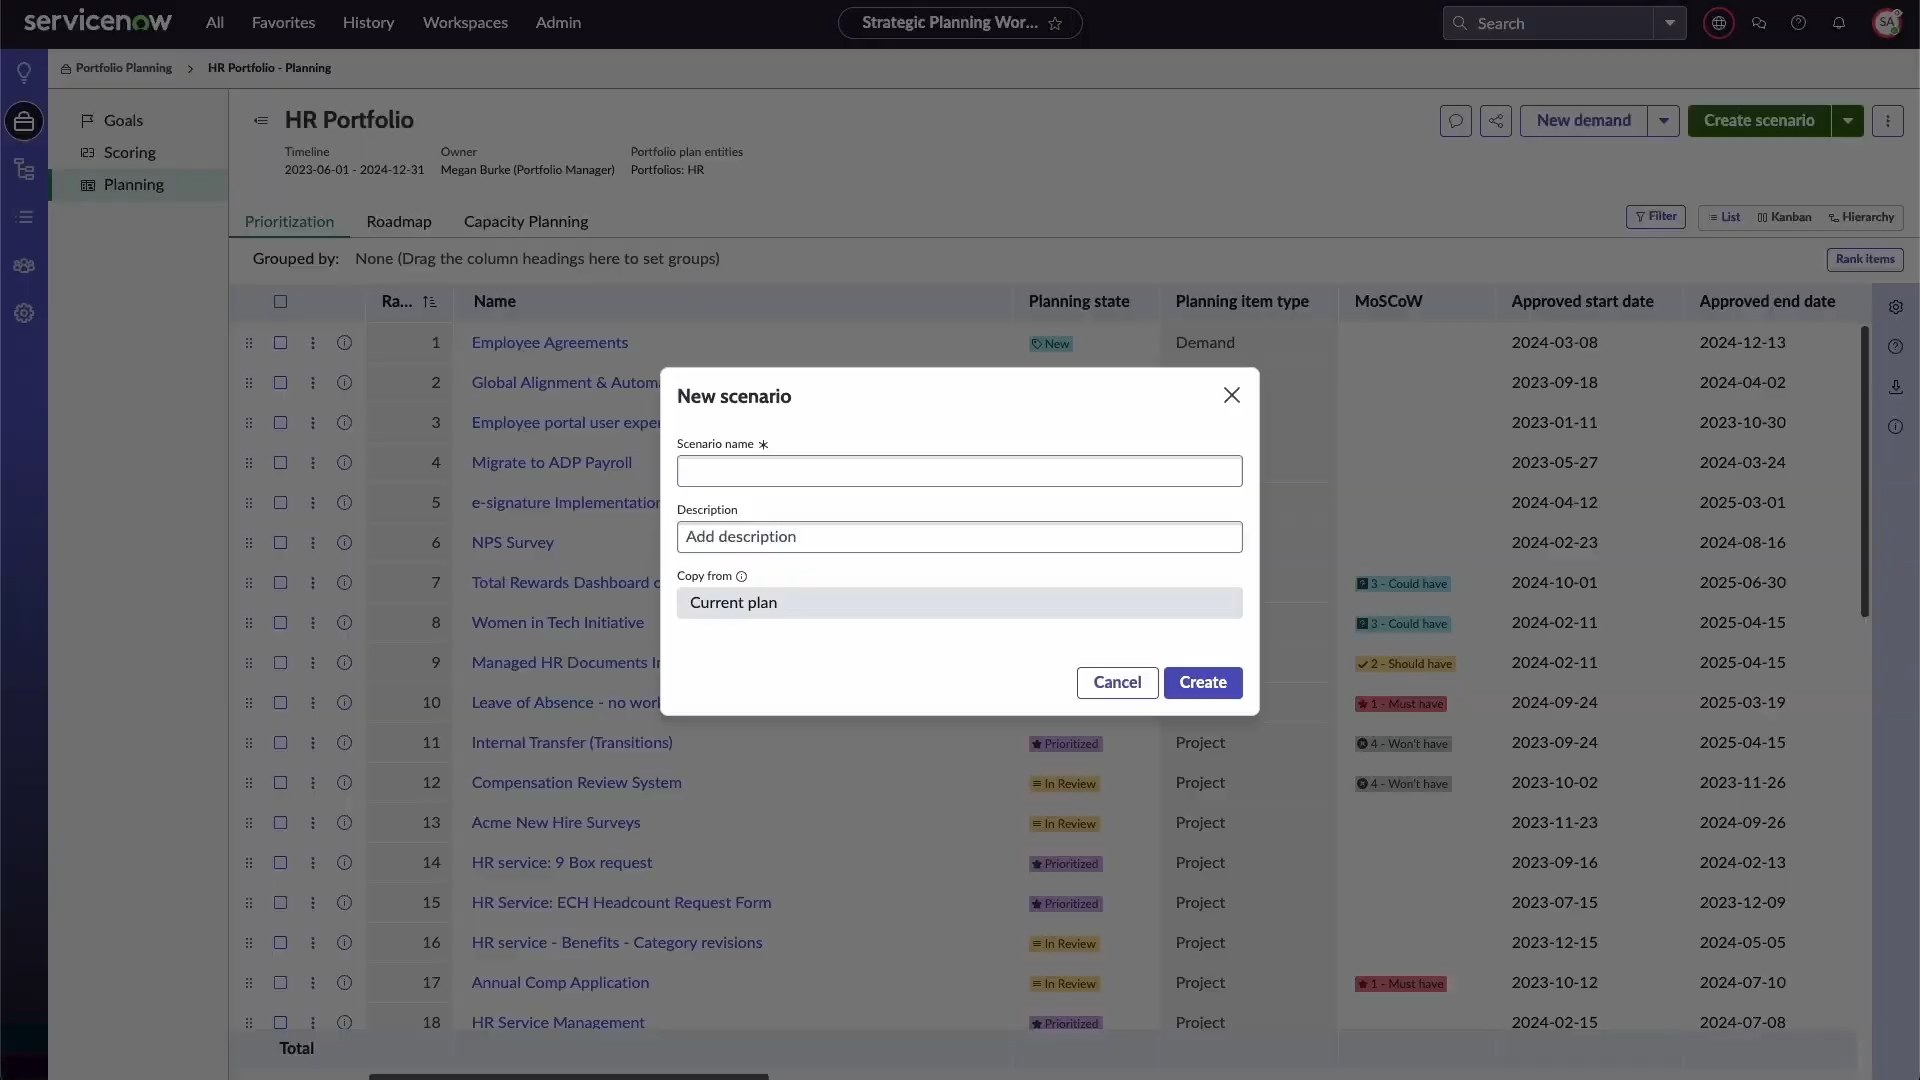 servicenow All Favorites History Workspaces Admin Strategic Planning Wor... Search SA
Portfolio Planning > HR Portfolio - Planning
Goals
Scoring
Planning
HR Portfolio
New demand Create scenario
Timeline Owner Portfolio plan entities
2023-06-01 - 2024-12-31 Megan Burke (Portfolio Manager) Portfolios: HR
Prioritization Roadmap Capacity Planning Filter List Kanban Hierarchy
Grouped by: None (Drag the column headings here to set groups) Rank items
Ra... Name Planning state Planning item type MoSCoW Approved start date Approved end date
1 Employee Agreements New Demand 2024-03-08 2024-12-13
2 Global Alignment & 2023-09-18 2024-04-02
3 Employee portal user 2023-01-11 2023-10-30
4 Migrate to ADP Payroll 2023-05-27 2024-03-24
5 e-signature Implementation 2024-04-12 2025-03-01
6 NPS Survey 2024-02-23 2024-08-16
7 Total Rewards Dashboard 3 - Could have 2024-10-01 2025-06-30
8 Women in Tech Initiative 3 - Could have 2024-02-11 2025-04-15
9 Managed HR Documents 2 - Should have 2024-02-11 2025-04-15
10 Leave of Absence - no 1 - Must have 2024-09-24 2025-03-19
11 Internal Transfer (Transitions) Prioritized Project 4 - Won't have 2023-09-24 2025-04-15
12 Compensation Review System In Review Project 4 - Won't have 2023-10-02 2023-11-26
13 Acme New Hire Surveys In Review Project 2023-11-23 2024-09-26
14 HR service: 9 Box request Prioritized Project 2023-09-16 2024-02-13
15 HR Service: ECH Headcount Request Form Prioritized Project 2023-07-15 2023-12-09
16 HR service - Benefits - Category revisions In Review Project 2023-12-15 2024-05-05
17 Annual Comp Application In Review Project 1 - Must have 2023-10-12 2024-07-10
18 HR Service Management Prioritized Project 2024-02-15 2024-07-08
Total
New scenario
Scenario name *
Description
Add description
Copy from
Current plan
Cancel Create